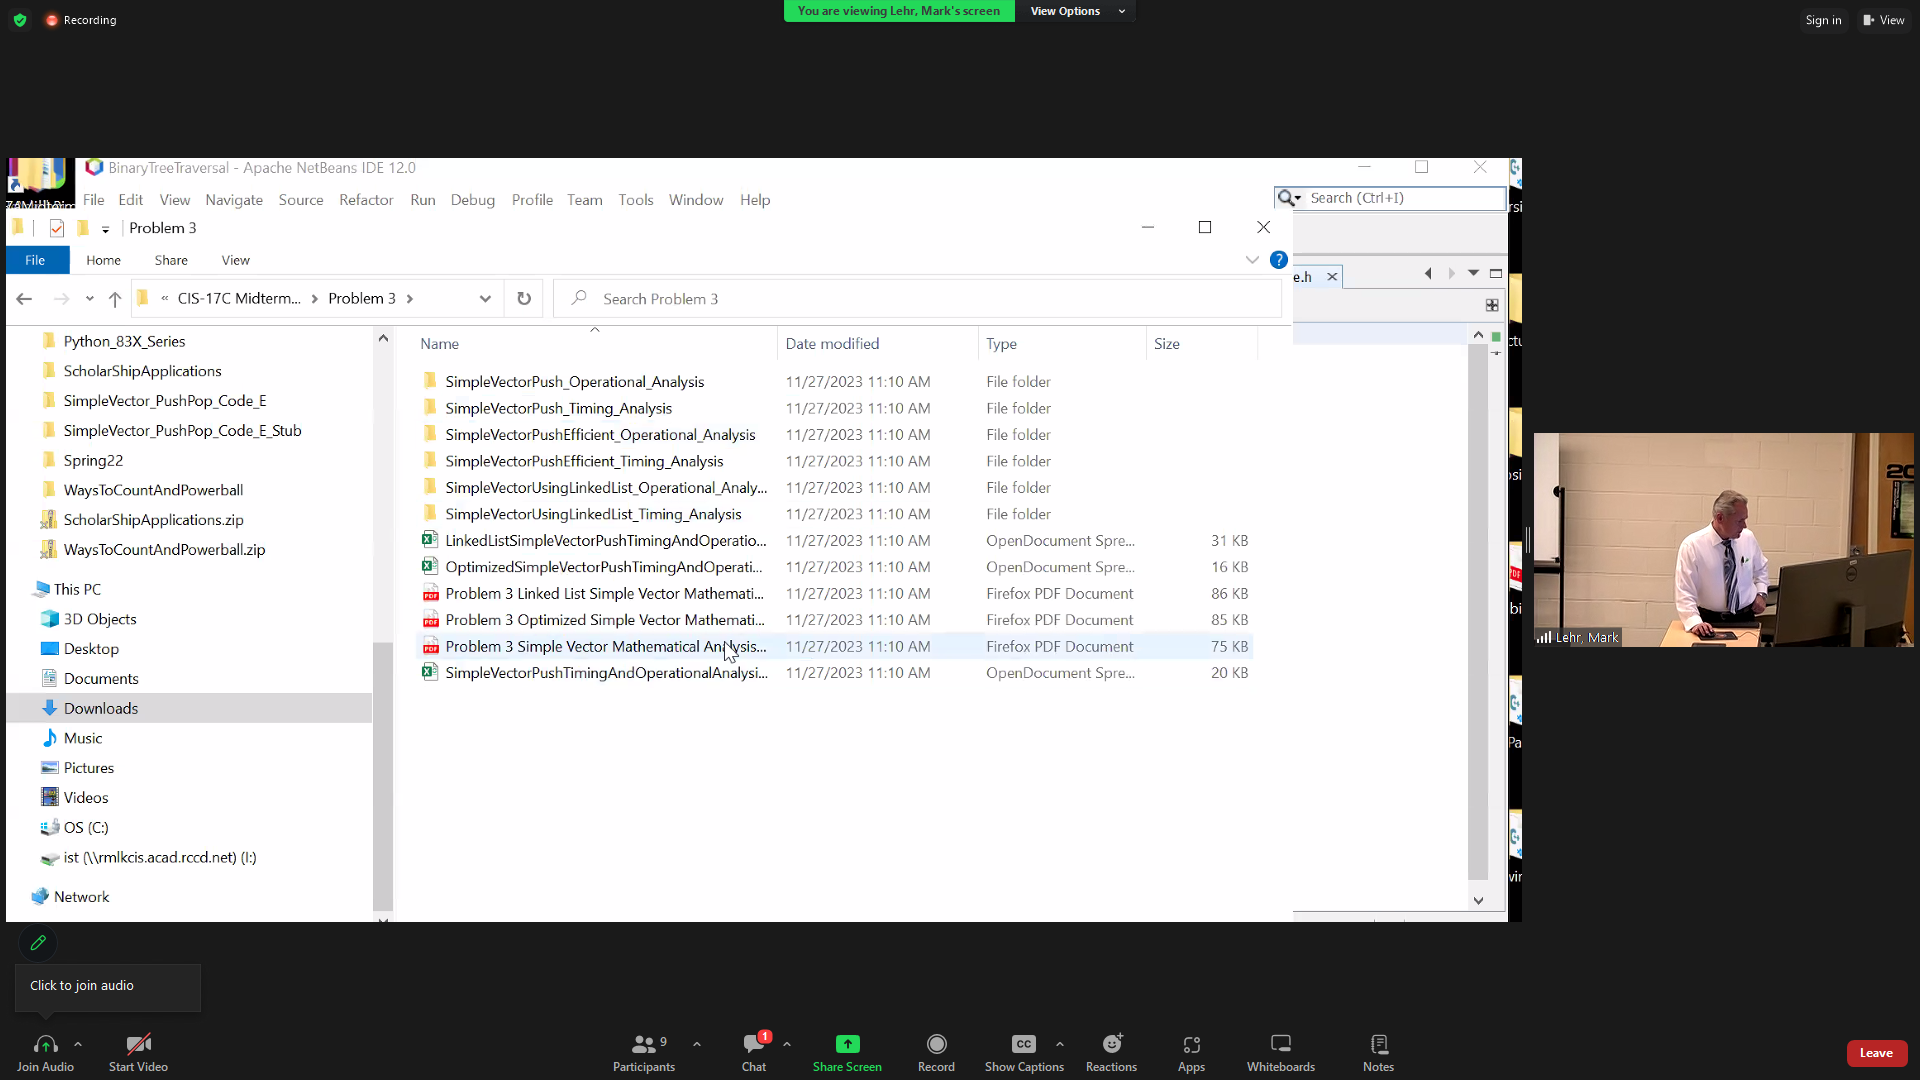 Recording
You are viewing Lehr, Mark's screen
View Options
Sign in
View
BinaryTreeTraversal - Apache NetBeans IDE 12.0
File Edit View Navigate Source Refactor Run Debug Profile Team Tools Window Help
Search (Ctrl+I)
Problem 3
File Home Share View
« CIS-17C Midterm... > Problem 3 >
Search Problem 3
e.h
Python_83X_Series
ScholarShipApplications
SimpleVector_PushPop_Code_E
SimpleVector_PushPop_Code_E_Stub
Spring22
WaysToCountAndPowerball
ScholarShipApplications.zip
WaysToCountAndPowerball.zip
This PC
3D Objects
Desktop
Documents
Downloads
Music
Pictures
Videos
OS (C:)
ist (\\rmlkcis.acad.rccd.net) (I:)
Network
Name Date modified Type Size
SimpleVectorPush_Operational_Analysis 11/27/2023 11:10 AM File folder
SimpleVectorPush_Timing_Analysis 11/27/2023 11:10 AM File folder
SimpleVectorPushEfficient_Operational_Analysis 11/27/2023 11:10 AM File folder
SimpleVectorPushEfficient_Timing_Analysis 11/27/2023 11:10 AM File folder
SimpleVectorUsingLinkedList_Operational_Analy... 11/27/2023 11:10 AM File folder
SimpleVectorUsingLinkedList_Timing_Analysis 11/27/2023 11:10 AM File folder
LinkedListSimpleVectorPushTimingAndOperatio... 11/27/2023 11:10 AM OpenDocument Spre... 31 KB
OptimizedSimpleVectorPushTimingAndOperati... 11/27/2023 11:10 AM OpenDocument Spre... 16 KB
Problem 3 Linked List Simple Vector Mathemati... 11/27/2023 11:10 AM Firefox PDF Document 86 KB
Problem 3 Optimized Simple Vector Mathemati... 11/27/2023 11:10 AM Firefox PDF Document 85 KB
Problem 3 Simple Vector Mathematical Analysis... 11/27/2023 11:10 AM Firefox PDF Document 75 KB
SimpleVectorPushTimingAndOperationalAnalysi... 11/27/2023 11:10 AM OpenDocument Spre... 20 KB
Lehr, Mark
Click to join audio
Join Audio
Start Video
9
Participants
1
Chat
Share Screen
Record
CC
Show Captions
Reactions
Apps
Whiteboards
Notes
Leave